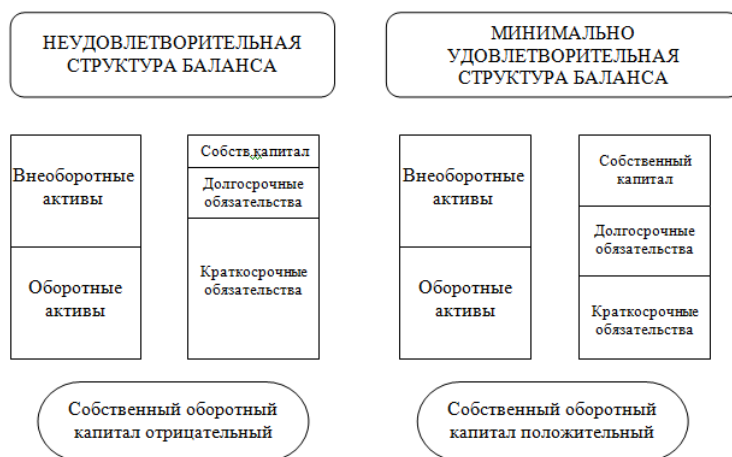 НЕУДОВЛЕТВОРИТЕЛЬНАЯ
СТРУКТУРА БАЛАНСА
МИНИМАЛЬНО
УДОВЛЕТВОРИТЕЛЬНАЯ
СТРУКТУРА БАЛАНСА
Внеоборотные
активы
Оборотные
активы
Собств.капитал
Долгосрочные
обязательства
Краткосрочные
обязательства
Внеоборотные
активы
Оборотные
активы
Собственный
капитал
Долгосрочные
обязательства
Краткосрочные
обязательства
Собственный оборотный
капитал отрицательный
Собственный оборотный
капитал положительный